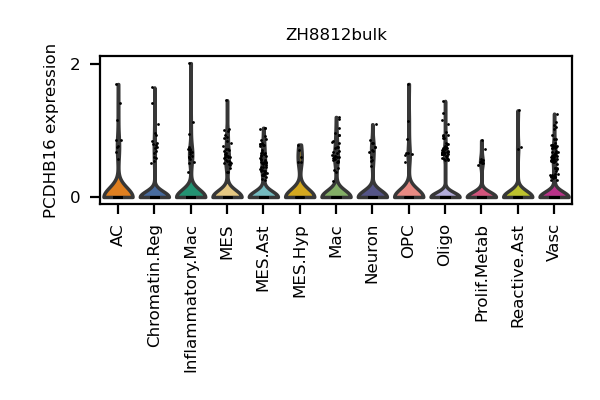 ZH8812bulk
PCDHB16 expression
2
0
AC
Chromatin.Reg
Inflammatory.Mac
MES
MES.Ast
MES.Hyp
Mac
Neuron
OPC
Oligo
Prolif.Metab
Reactive.Ast
Vasc